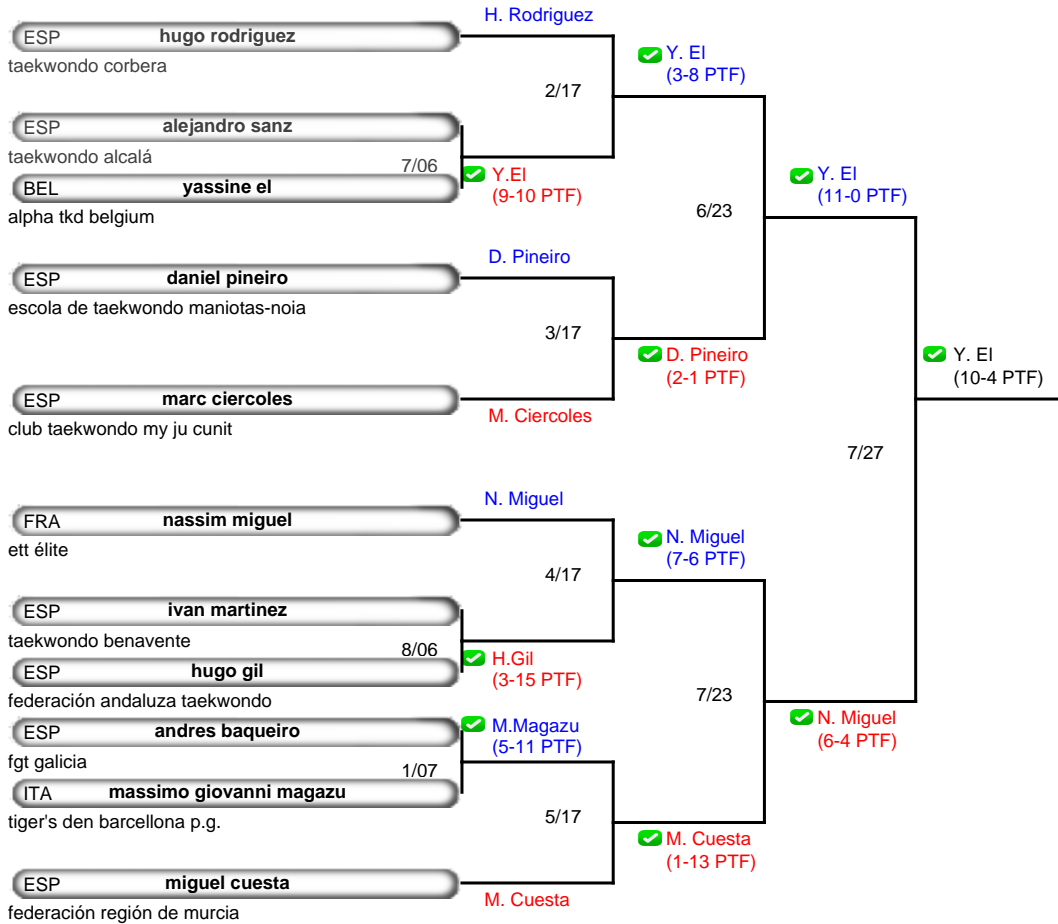 H. Rodriguez
ESP hugo rodriguez
taekwondo corbera
2/17
Y. El
(3-8 PTF)
ESP alejandro sanz
taekwondo alcalá
7/06
BEL yassine el
alpha tkd belgium
Y.El
(9-10 PTF)
Y. El
(11-0 PTF)
6/23
D. Pineiro
ESP daniel pineiro
escola de taekwondo maniotas-noia
3/17
D. Pineiro
(2-1 PTF)
ESP marc ciercoles
club taekwondo my ju cunit
M. Ciercoles
Y. El
(10-4 PTF)
7/27
N. Miguel
FRA nassim miguel
ett élite
4/17
N. Miguel
(7-6 PTF)
ESP ivan martinez
taekwondo benavente
8/06
ESP hugo gil
federación andaluza taekwondo
H.Gil
(3-15 PTF)
7/23
N. Miguel
(6-4 PTF)
ESP andres baqueiro
fgt galicia
M.Magazu
(5-11 PTF)
1/07
ITA massimo giovanni magazu
tiger's den barcellona p.g.
5/17
M. Cuesta
(1-13 PTF)
ESP miguel cuesta
federación región de murcia
M. Cuesta